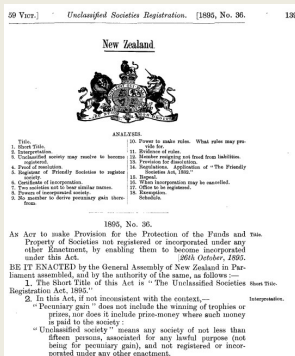 59 VICT.] Unclassified Societies Registration. [1895, No. 36. 139
New Zealand
ANALYSIS.
Title.
1. Short Title.
2. Interpretation.
3. Unclassified society may resolve to become
registered.
4. Proof of resolution.
5. Registrar of Friendly Societies to register
society.
6. Certificate of incorporation.
7. Two societies not to bear similar names.
8. Powers of incorporated society.
9. No member to derive pecuniary gain there-
from.
10. Power to make rules. What rules may pro-
vide for.
11. Evidence of rules.
12. Member resigning not freed from liabilities.
13. Provision for dissolution.
14. Regulations. Application of "The Friendly
Societies Act, 1882."
15. Repeal.
16. When incorporation may be cancelled.
17. Office to be registered.
18. Exemption.
Schedule.
1895, No. 36.
AN ACT to make Provision for the Protection of the Funds and Title.
Property of Societies not registered or incorporated under any
other Enactment, by enabling them to become incorporated
under this Act. [26th October, 1895.
BE IT ENACTED by the General Assembly of New Zealand in Par-
liament assembled, and by the authority of the same, as follows :—
1. The Short Title of this Act is "The Unclassified Societies Short Title.
Registration Act, 1895."
2. In this Act, if not inconsistent with the context,— Interpretation.
"Pecuniary gain" does not include the winning of trophies or
prizes, nor does it include prize-money where such money
is paid to the society :
"Unclassified society" means any society of not less than
fifteen persons, associated for any lawful purpose (not
being for pecuniary gain), and not registered or incor-
porated under any other enactment.